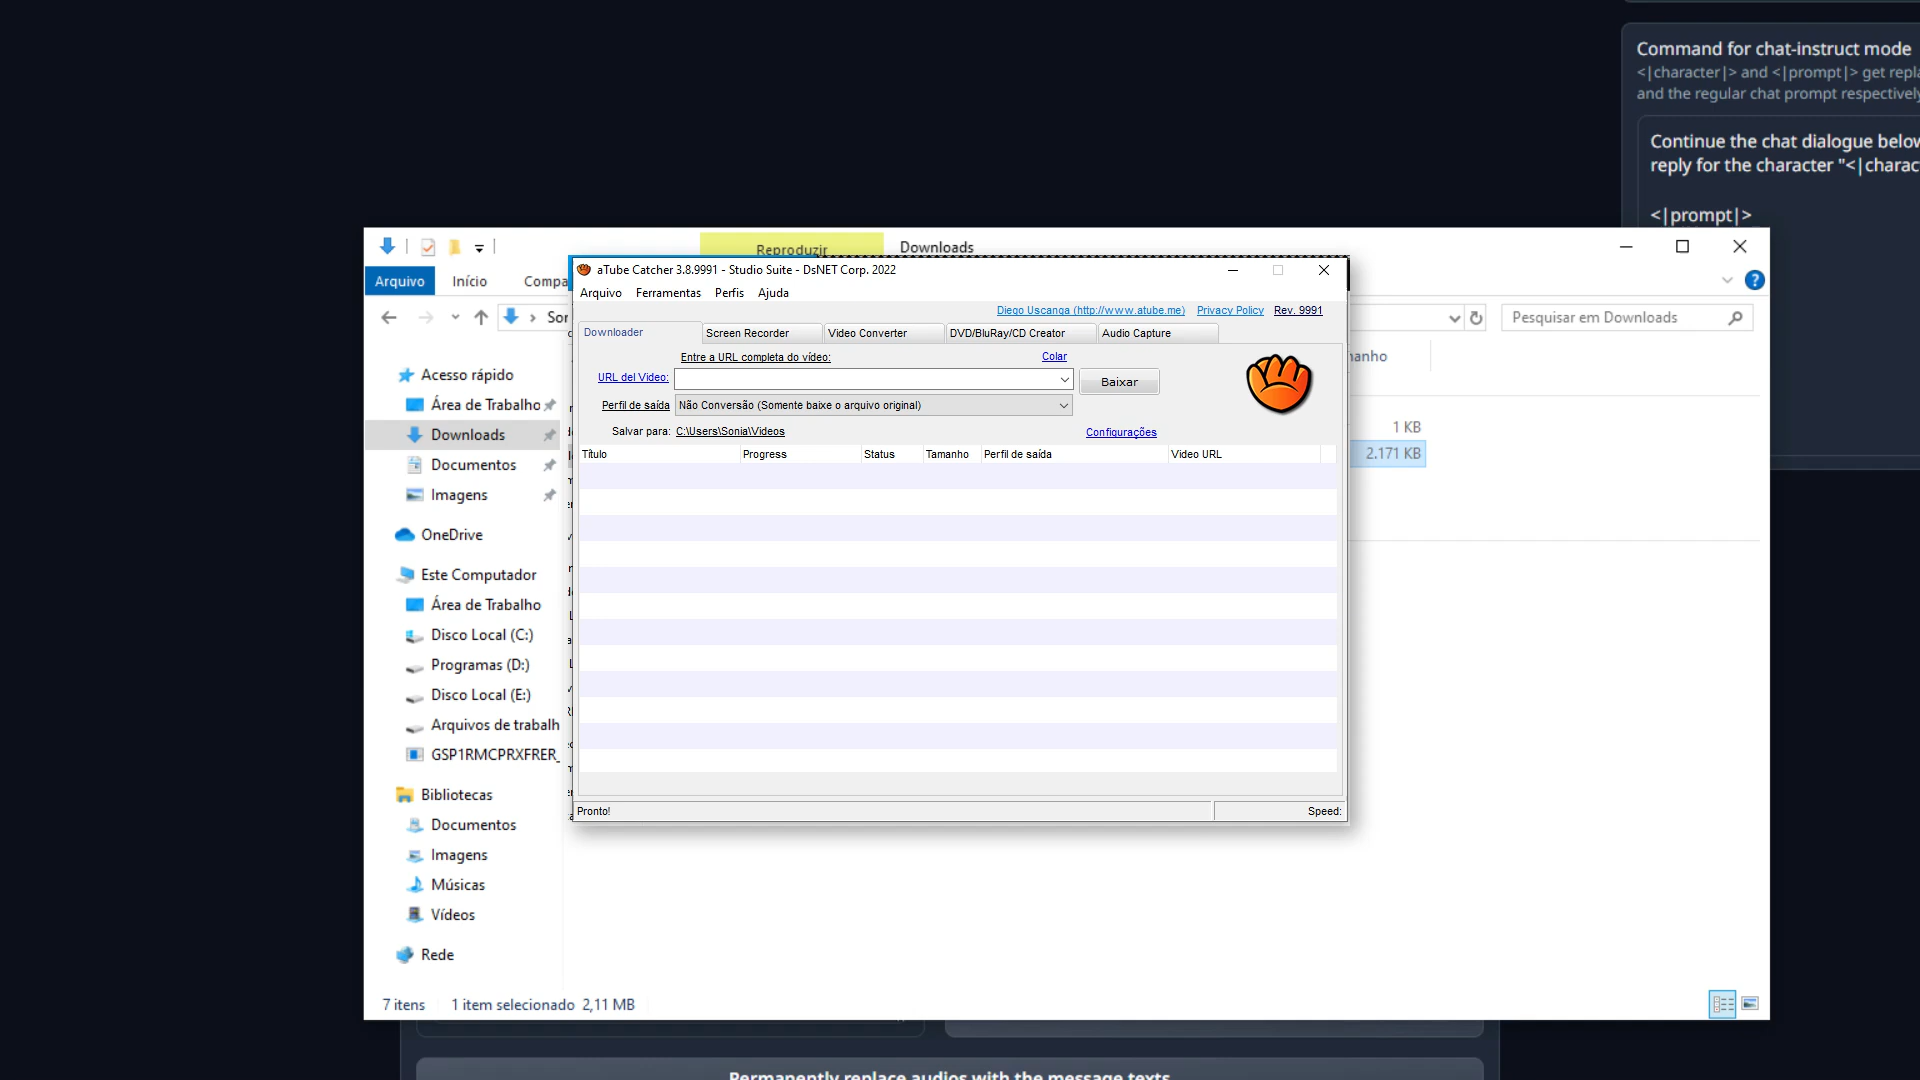 Command for chat-instruct mode
<|character|> and <|prompt|> get
and the regular chat prompt respectively
Continue the chat dialogue below
reply for the character "<|
<|prompt|>
Reproduzir
Downloads
Arquivo
Início
Pesquisar em Downloads
aTube Catcher 3.8.9991 - Studio Suite - DsNET Corp. 2022
Arquivo Ferramentas Perfis Ajuda
Diego Uscanga (http://www.atube.me) Privacy Policy Rev. 9991
Downloader
Screen Recorder
Video Converter
DVD/BluRay/CD Creator
Audio Capture
Entre a URL completa do vídeo:
Colar
URL del Video:
Baixar
Perfil de saída
Não Conversão (Somente baixe o arquivo original)
Salvar para: C:\Users\Sonia\Videos
Configurações
Título Progress Status Tamanho Perfil de saída Video URL
Pronto!
Speed:
1 KB
2.171 KB
Acesso rápido
Área de Trabalho
Downloads
Documentos
Imagens
OneDrive
Este Computador
Área de Trabalho
Disco Local (C:)
Programas (D:)
Disco Local (E:)
Arquivos de trabalh
GSP1RMCPRXFRER_
Bibliotecas
Documentos
Imagens
Músicas
Vídeos
Rede
7 itens
1 item selecionado 2,11 MB
Permanently replace audios with the message texts